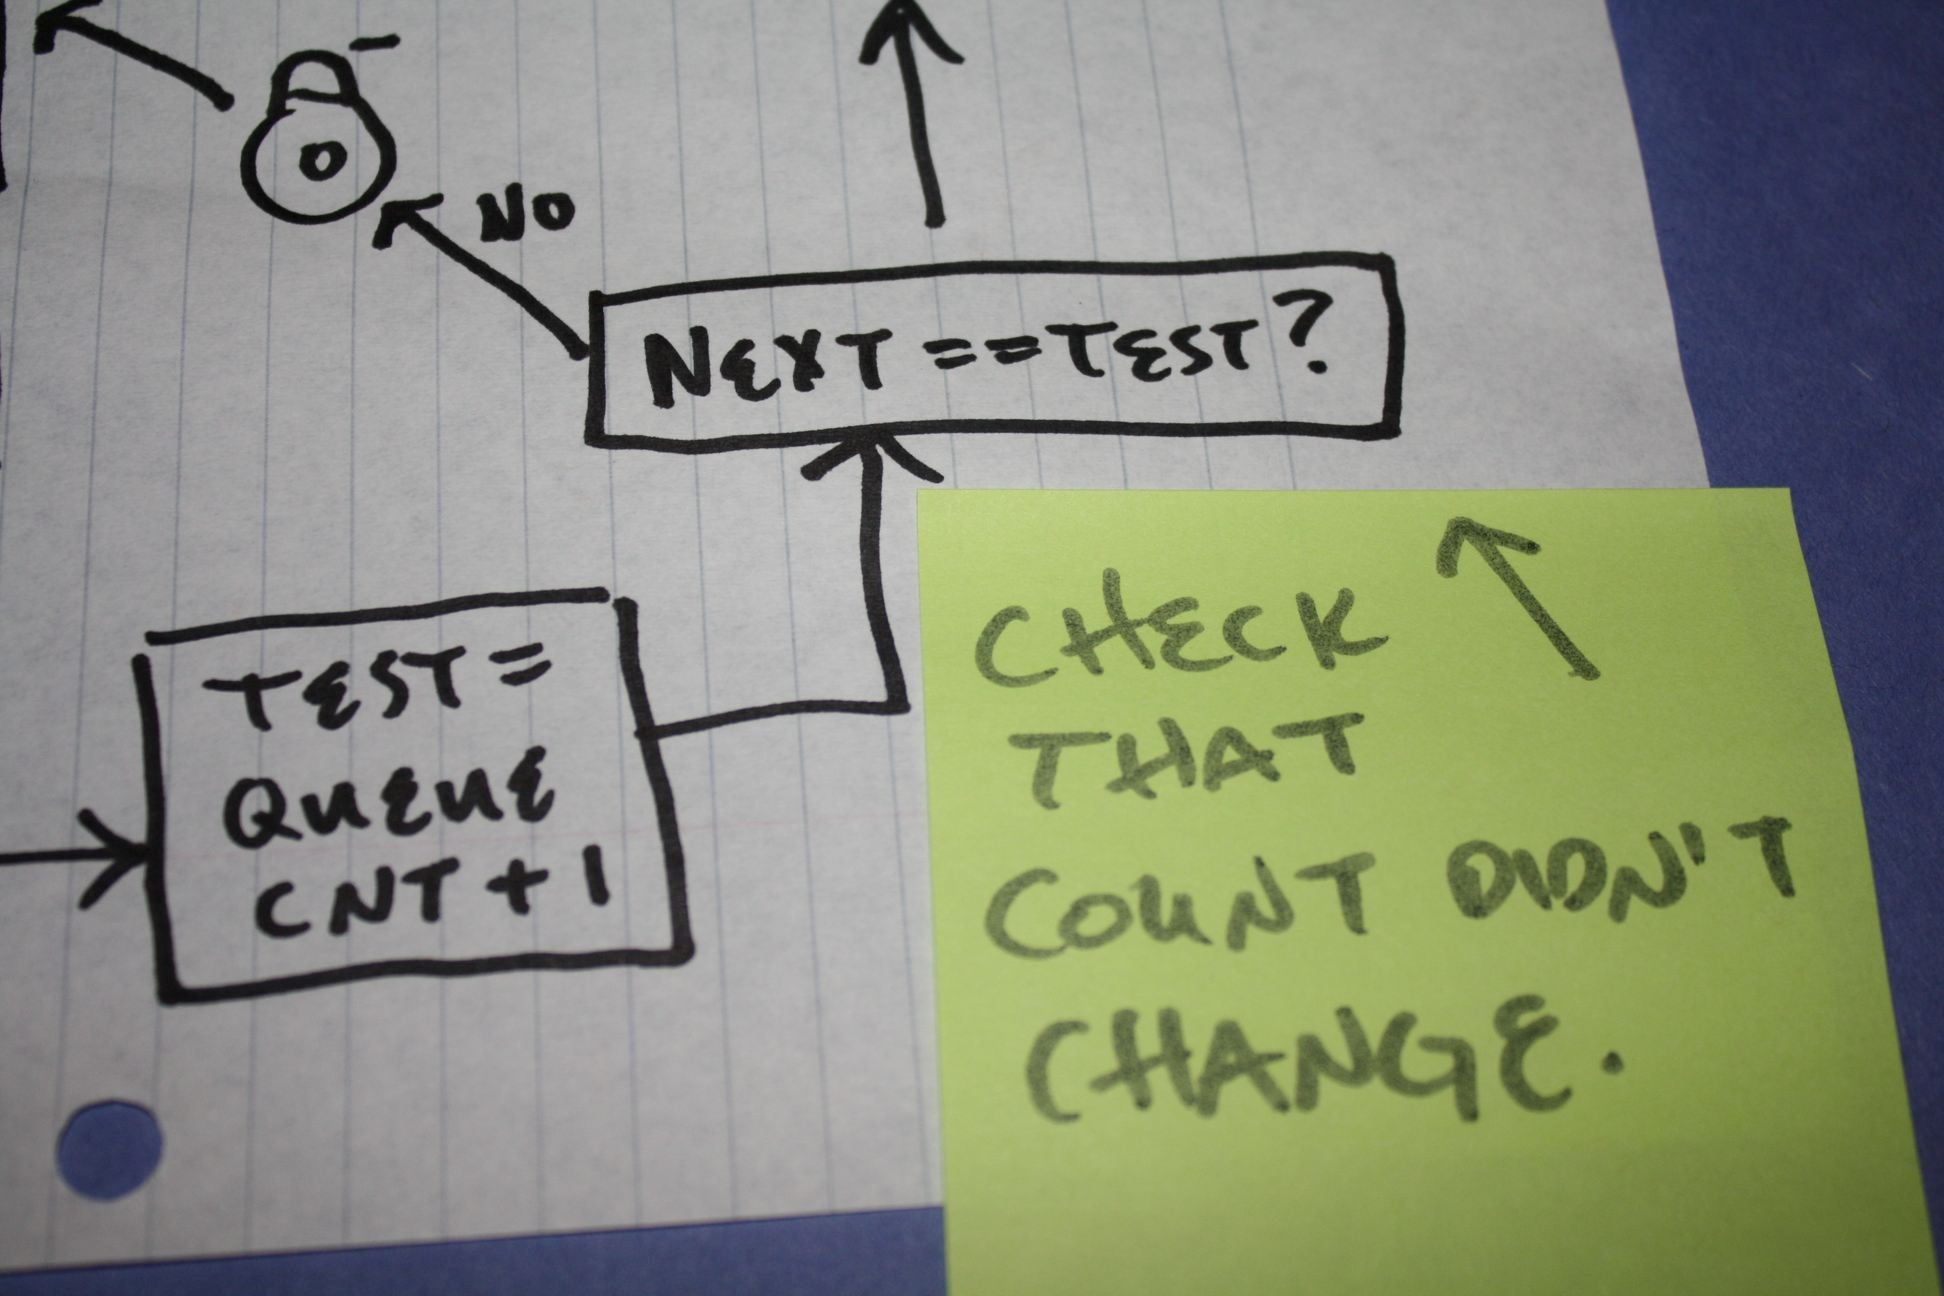 NO
NEXT ==TEST?
TEST=
QUEUE
CNT + 1
CHECK
THAT
COUNT DIDN'T
CHANGE.